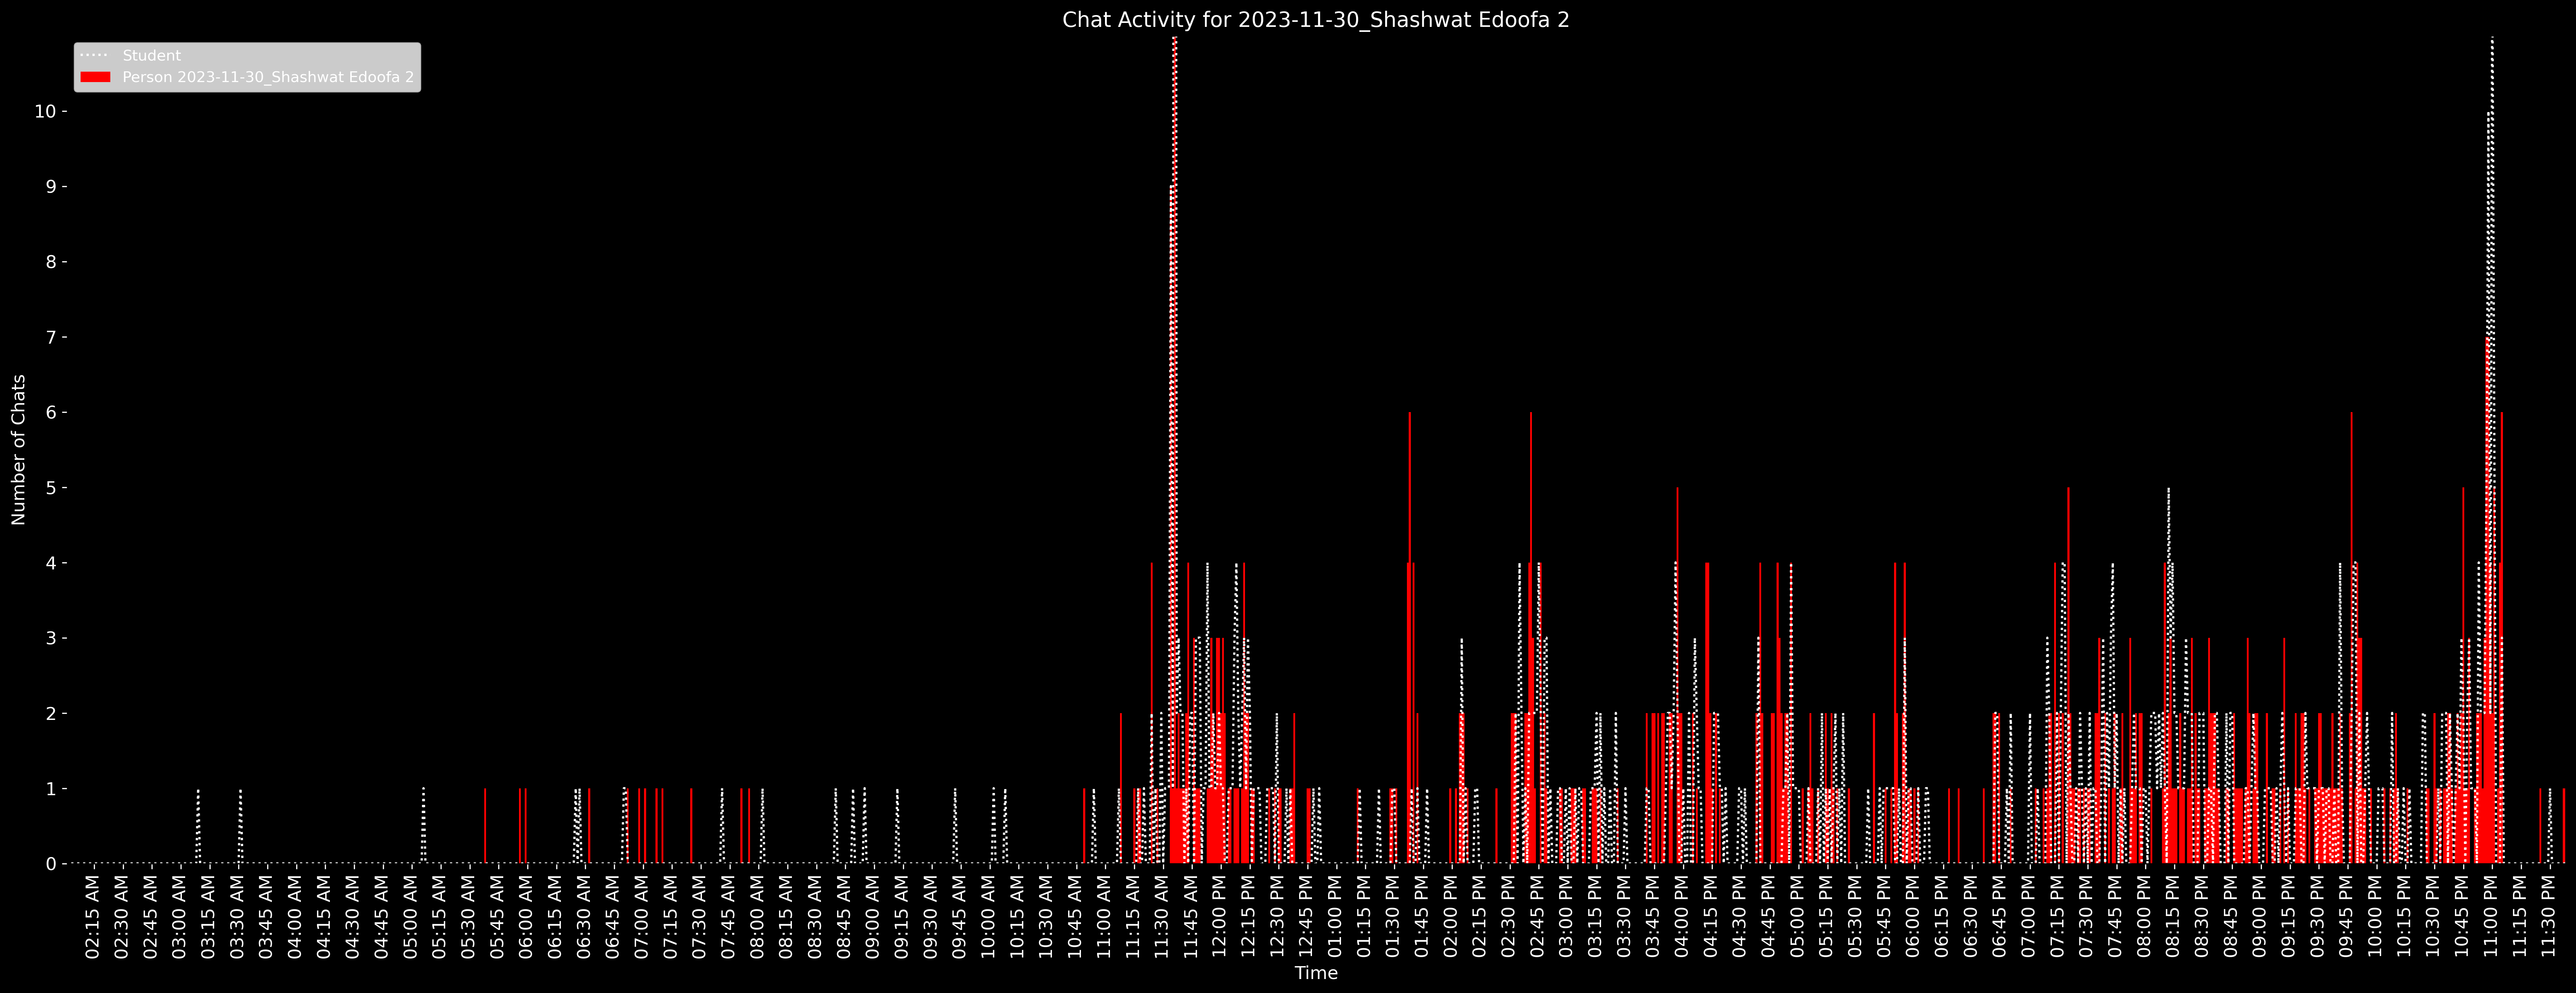 Chat Activity for 2023-11-30_Shashwat Edoofa 2
Student
Person 2023-11-30_Shashwat Edoofa 2
Number of Chats
10
9
8
7
6
5
4
3
2
1
0
02:15 AM
02:30 AM
02:45 AM
03:00 AM
03:15 AM
03:30 AM
03:45 AM
04:00 AM
04:15 AM
04:30 AM
04:45 AM
05:00 AM
05:15 AM
05:30 AM
05:45 AM
06:00 AM
06:15 AM
06:30 AM
06:45 AM
07:00 AM
07:15 AM
07:30 AM
07:45 AM
08:00 AM
08:15 AM
08:30 AM
08:45 AM
09:00 AM
09:15 AM
09:30 AM
09:45 AM
10:00 AM
10:15 AM
10:30 AM
10:45 AM
11:00 AM
11:15 AM
11:30 AM
11:45 AM
12:00 PM
12:15 PM
12:30 PM
12:45 PM
01:00 PM
01:15 PM
01:30 PM
01:45 PM
02:00 PM
02:15 PM
02:30 PM
02:45 PM
03:00 PM
03:15 PM
03:30 PM
03:45 PM
04:00 PM
04:15 PM
04:30 PM
04:45 PM
05:00 PM
05:15 PM
05:30 PM
05:45 PM
06:00 PM
06:15 PM
06:30 PM
06:45 PM
07:00 PM
07:15 PM
07:30 PM
07:45 PM
08:00 PM
08:15 PM
08:30 PM
08:45 PM
09:00 PM
09:15 PM
09:30 PM
09:45 PM
10:00 PM
10:15 PM
10:30 PM
10:45 PM
11:00 PM
11:15 PM
11:30 PM
Time